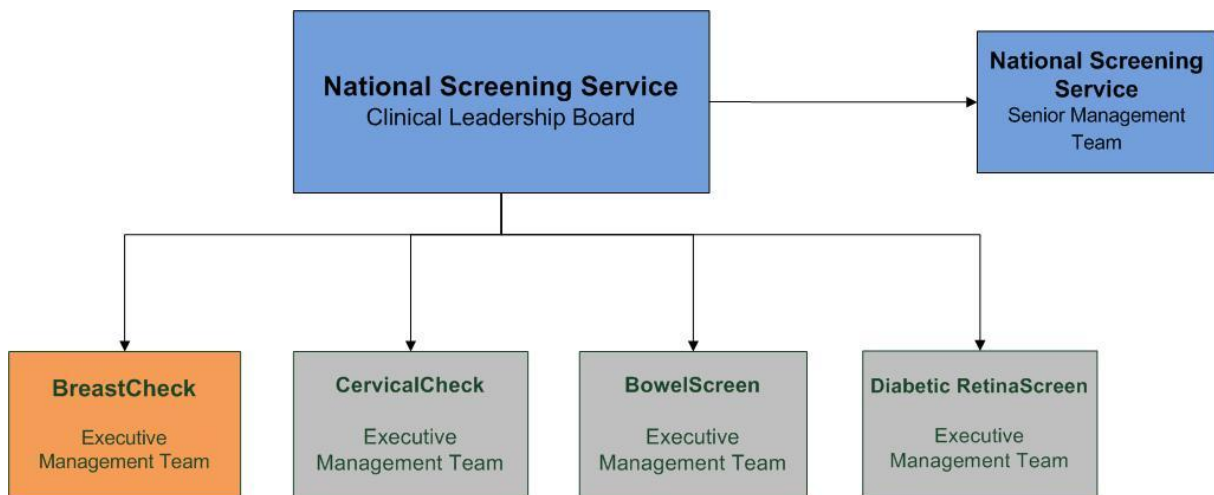 National Screening Service
Clinical Leadership Board
National Screening
Service
Senior Management
Team
BreastCheck
Executive
Management Team
CervicalCheck
Executive
Management Team
BowelScreen
Executive
Management Team
Diabetic RetinaScreen
Executive
Management Team